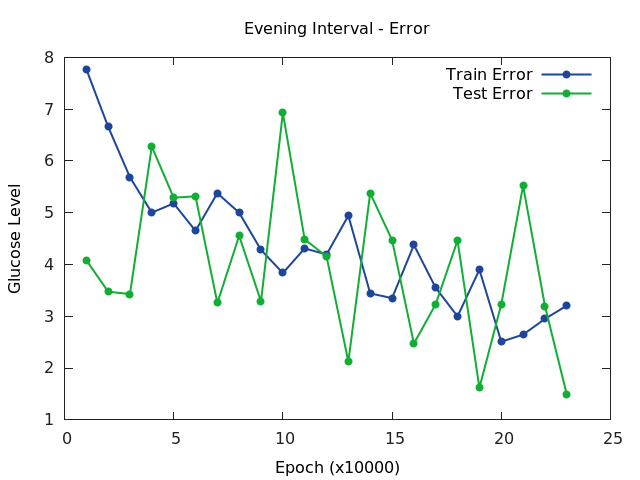 Evening Interval - Error
8
7
6
5
4
3
2
1
Glucose Level
Train Error
Test Error
0 5 10 15 20 25
Epoch (x10000)